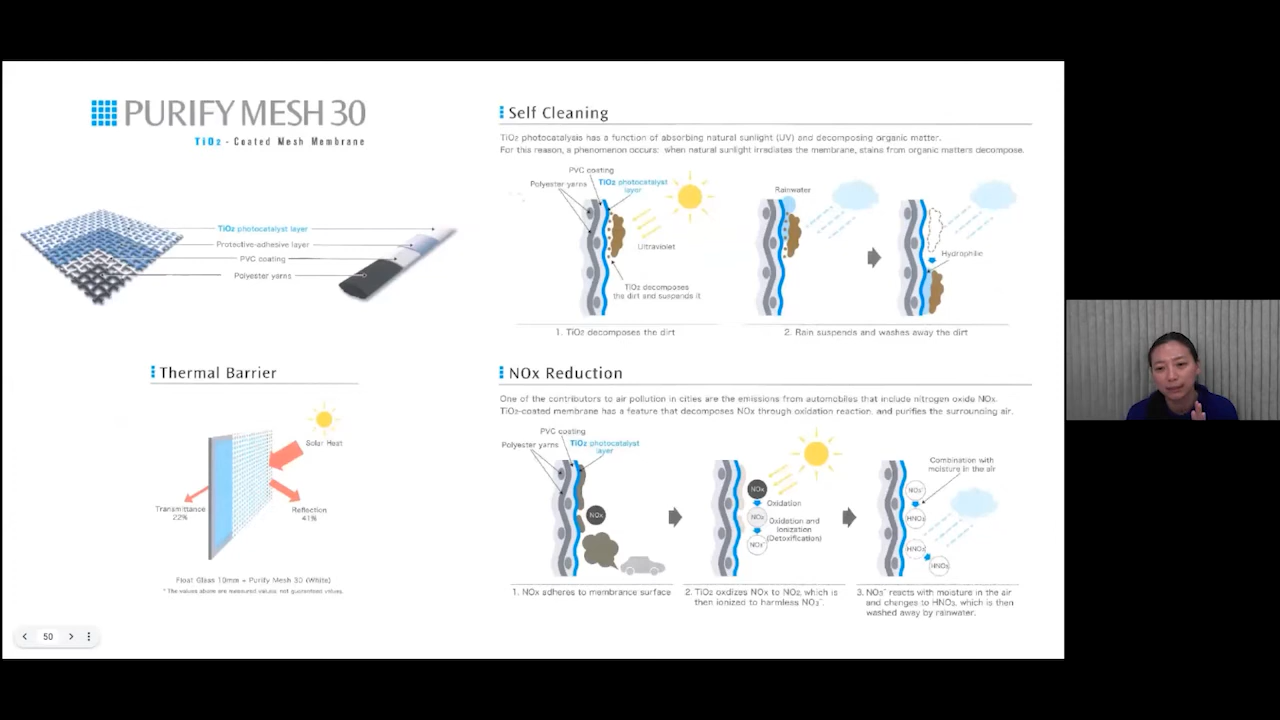 PURIFY MESH 30
TiO2 - Coated Mesh Membrane
TiO2 photocatalyst layer
Protective-adhesive layer
PVC coating
Polyester yarns
Thermal Barrier
Solar Heat
Transmittance
22%
Reflection
41%
Float Glass 10mm + Purify Mesh 30 (White)
* The values above are measured values; not guaranteed values.
50
Self Cleaning
TiO2 photocatalysis has a function of absorbing natural sunlight (UV) and decomposing organic matter.
For this reason, a phenomenon occurs: when natural sunlight irrediates the membrane, stains from organic matters decompose.
PVC coating
Polyester yarns
TiO2 photocatalyst
layer
Ultraviolet
TiO2 decomposes
the dirt and suspends it
1. TiO2 decomposes the dirt
Rainwater
Hydrophilic
2. Rain suspends and washes away the dirt
NOx Reduction
One of the contributors to air pollution in cities are the emissions from automobiles that include nitrogen oxide NOx.
TiO2-coated membrane has a feature that decomposes NOx through oxidation reaction, and purifies the surrounding air.
PVC coating
Polyester yarns
TiO2 photocatalyst
layer
NOx
1. NOx adheres to membrane surface
NOx
Oxidation
NO2
Oxidation and
Ionization
(Detoxification)
NO3-
2. TiO2 oxdizes NOx to NO2, which is
then ionized to harmless NO3-.
Combination with
moisture in the air
NO3-
HNO3
HNO3
HNO3
3. NO3- reacts with moisture in the air
and changes to HNO3, which is then
washed away by rainwater.